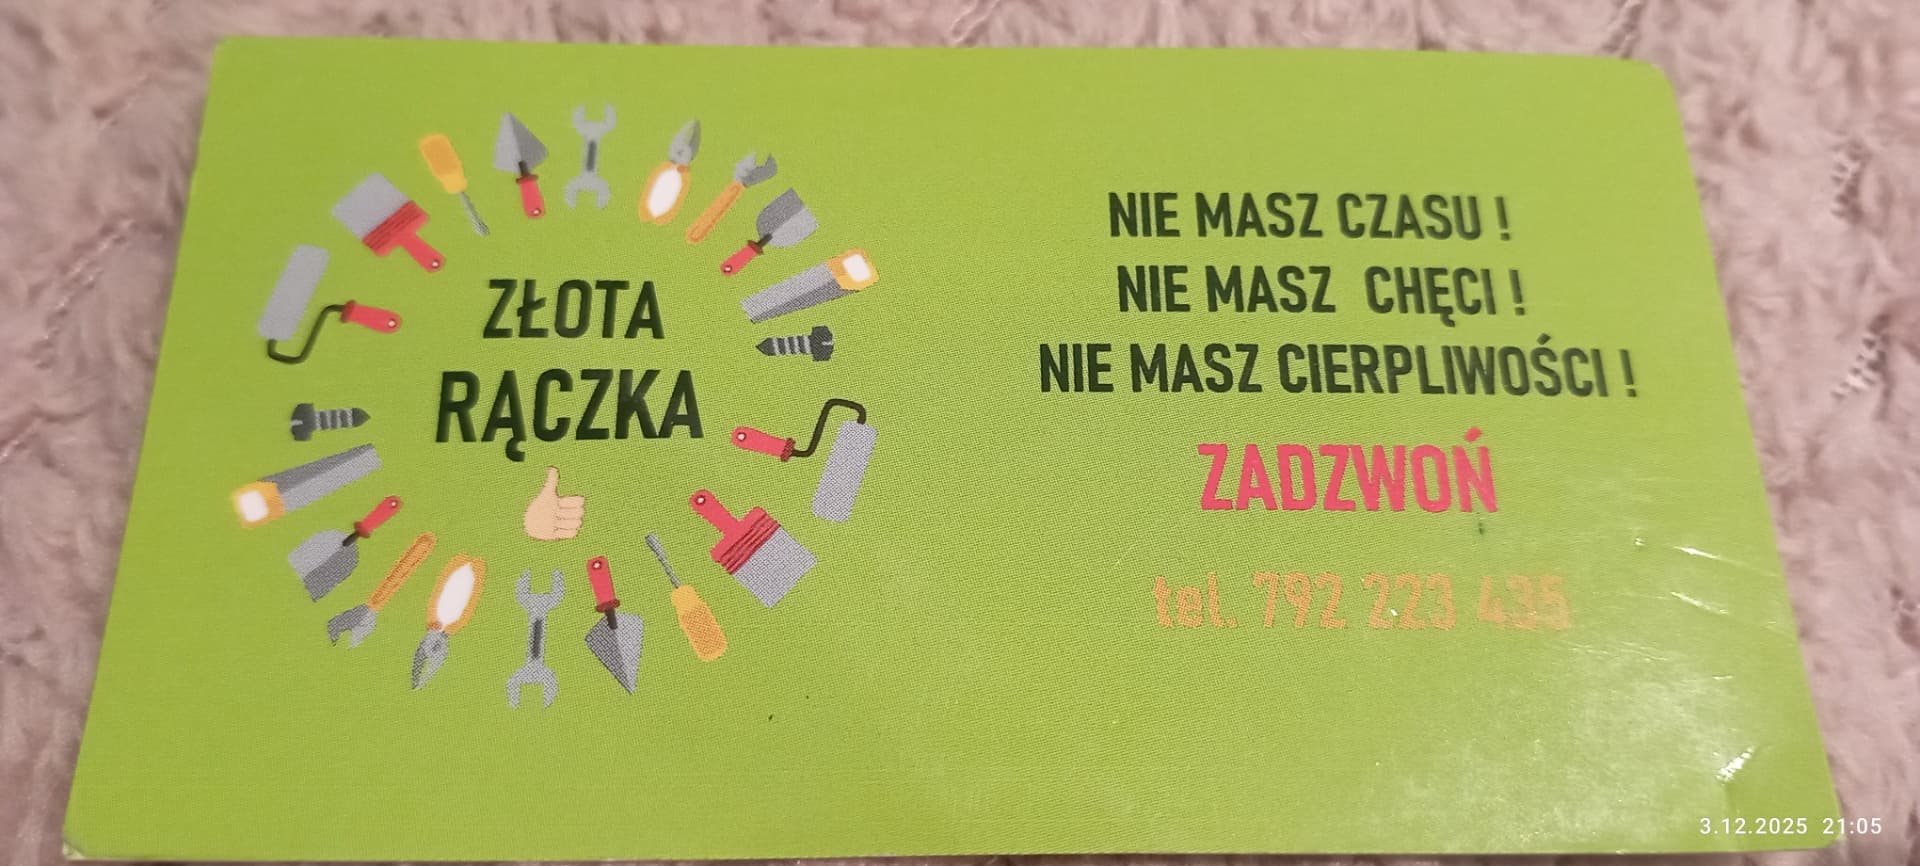 ZŁOTA
RĄCZKA
NIE MASZ CZASU !
NIE MASZ CHĘCI !
NIE MASZ CIERPLIWOŚCI !
ZADZWOŃ
tel. 792 223 435
3.12.2025 21:05